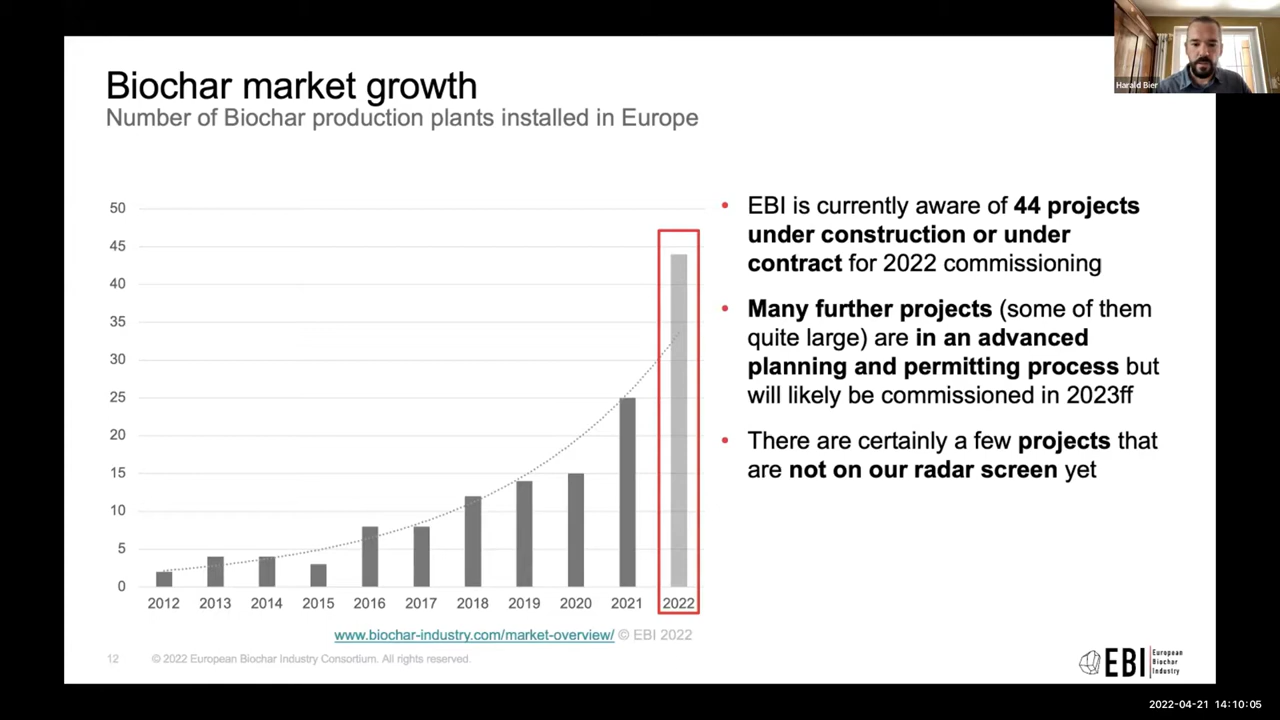 Biochar market growth
Number of Biochar production plants installed in Europe
Harald Bier
50
45
40
35
30
25
20
15
10
5
0
2012 2013 2014 2015 2016 2017 2018 2019 2020 2021 2022
www.biochar-industry.com/market-overview/ © EBI 2022
• EBI is currently aware of 44 projects
under construction or under
contract for 2022 commissioning
• Many further projects (some of them
quite large) are in an advanced
planning and permitting process but
will likely be commissioned in 2023ff
• There are certainly a few projects that
are not on our radar screen yet
12 © 2022 European Biochar Industry Consortium. All rights reserved.
EBI
European
Biochar
Industry
2022-04-21 14:10:05